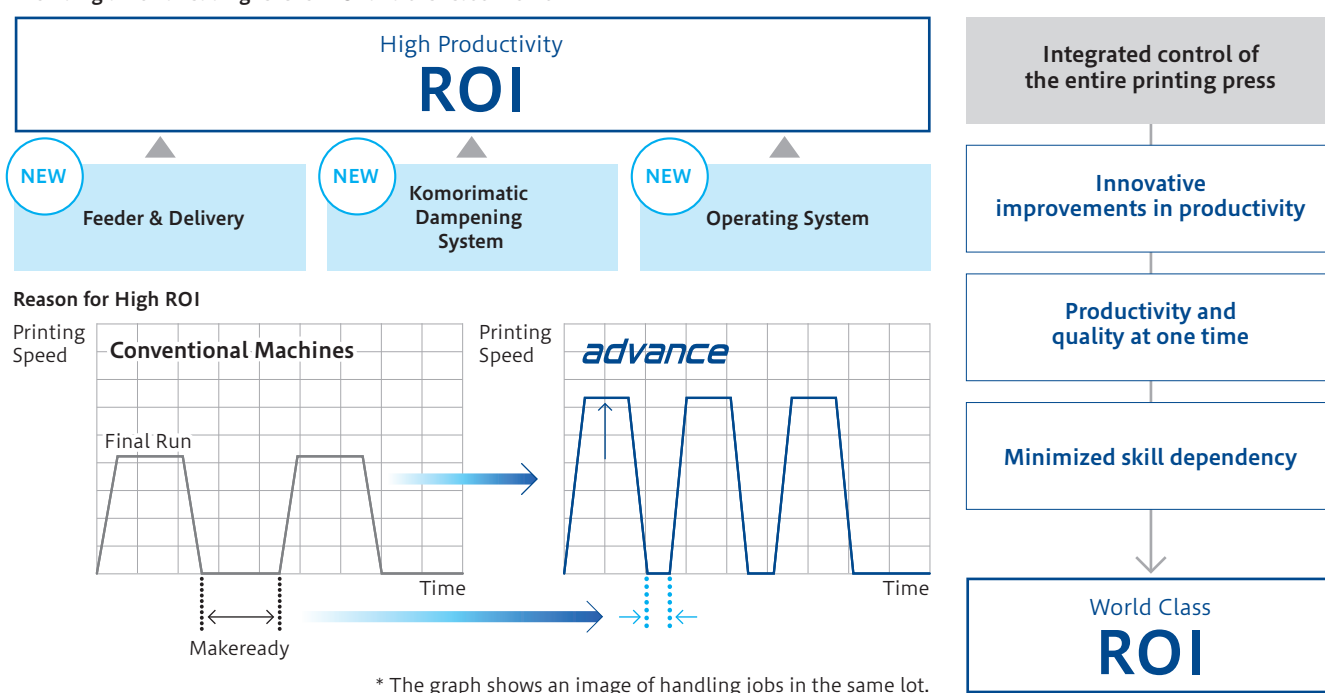 High Productivity
ROI
NEW
Feeder & Delivery
NEW
Komorimatic
Dampening
System
NEW
Operating System
Reason for High ROI
Printing
Speed
Conventional Machines
Final Run
Time
Makeready
Printing
Speed
advance
Time
* The graph shows an image of handling jobs in the same lot.
Integrated control of
the entire printing press
Innovative
improvements in productivity
Productivity and
quality at one time
Minimized skill dependency
World Class
ROI